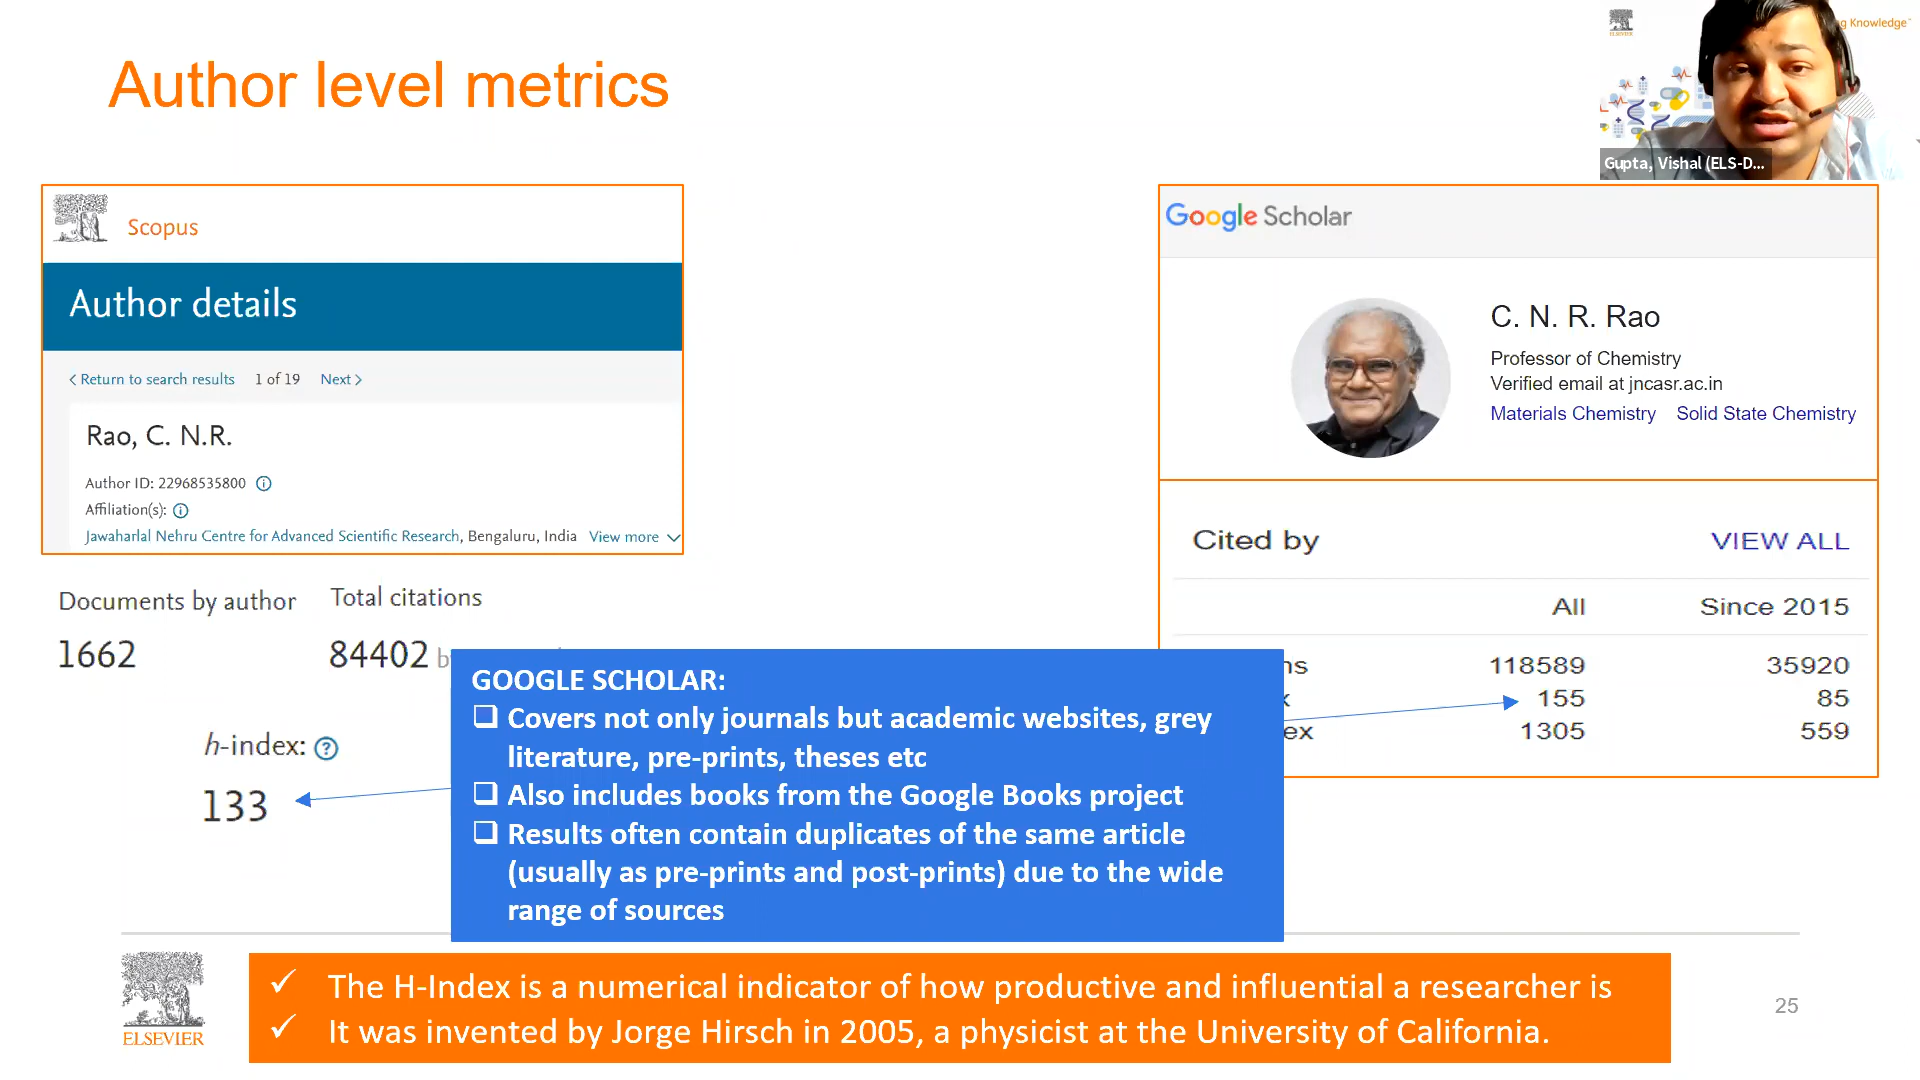 Author level metrics
ELSEVIER
g Knowledge
Gupta, Vishal (ELS-D...
Scopus
Author details
Return to search results 1 of 19 Next
Rao, C. N.R.
Author ID: 22968535800
Affiliation(s):
Jawaharlal Nehru Centre for Advanced Scientific Research, Bengaluru, India View more
Documents by author
Total citations
1662
84402 b
h-index: ?
133
GOOGLE SCHOLAR:
Covers not only journals but academic websites, grey
literature, pre-prints, theses etc
Also includes books from the Google Books project
Results often contain duplicates of the same article
(usually as pre-prints and post-prints) due to the wide
range of sources
Google Scholar
C. N. R. Rao
Professor of Chemistry
Verified email at jncasr.ac.in
Materials Chemistry Solid State Chemistry
Cited by VIEW ALL
All Since 2015
ns 118589 35920
x 155 85
ex 1305 559
ELSEVIER
The H-Index is a numerical indicator of how productive and influential a researcher is
It was invented by Jorge Hirsch in 2005, a physicist at the University of California.
25